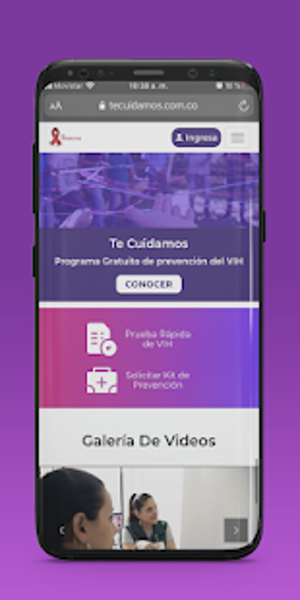 Movistar
10:38 a. m.
AA
tecuidamos.com.co
Ingresa
Te Cuidamos
Programa Gratuito de prevención del VIH
CONOCER
Prueba Rápida
de VIH
Solicitar Kit de
Prevención
Galería De Videos